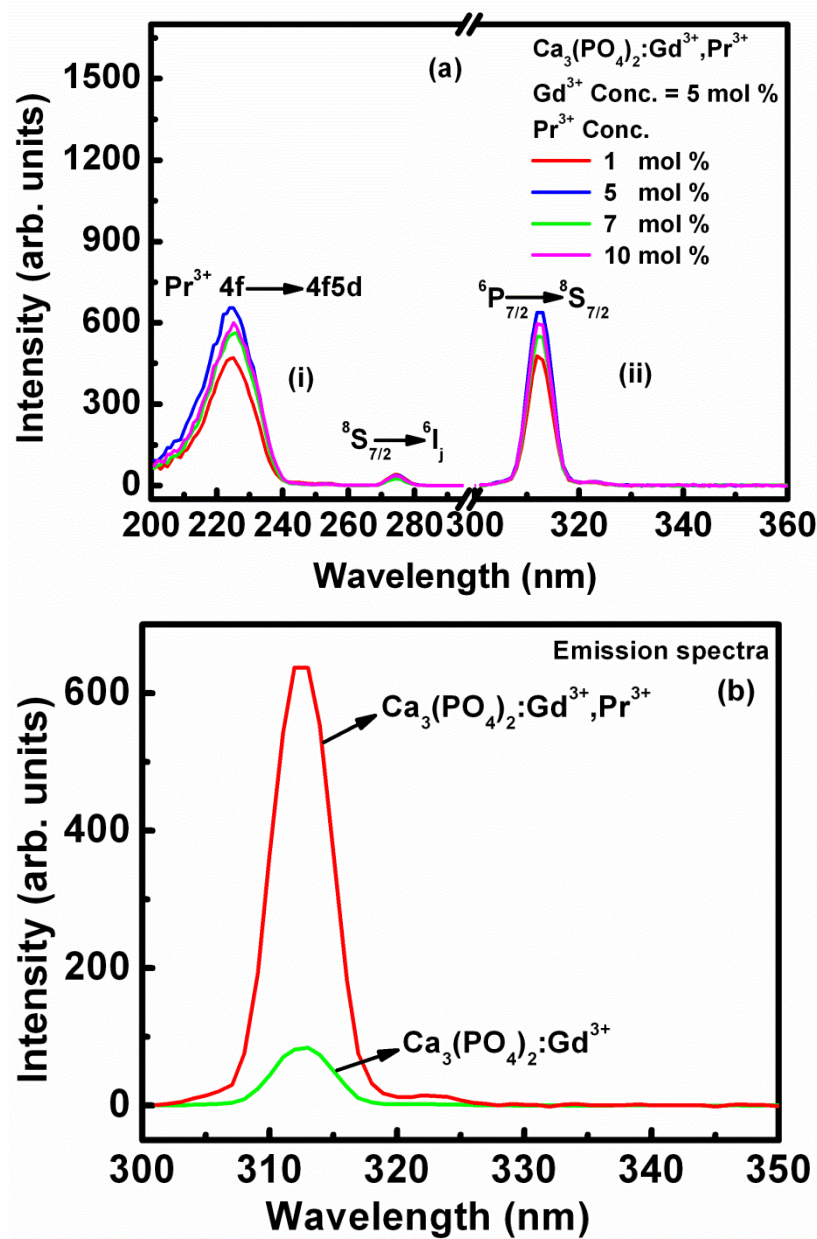 Ca₃(PO₄)₂:Gd³⁺,Pr³⁺
(a)
Gd³⁺ Conc. = 5 mol %
Pr³⁺ Conc.
1 mol %
5 mol %
7 mol %
10 mol %
1500
1200
900
600
300
0
Intensity (arb. units)
Pr³⁺ 4f→4f5d
⁶P₇/₂→⁸S₇/₂
(i)
(ii)
⁸S₇/₂→⁶Iⱼ
200 220 240 260 280 300 320 340 360
Wavelength (nm)
Emission spectra
(b)
Ca₃(PO₄)₂:Gd³⁺,Pr³⁺
Ca₃(PO₄)₂:Gd³⁺
600
400
200
0
Intensity (arb. units)
300 310 320 330 340 350
Wavelength (nm)